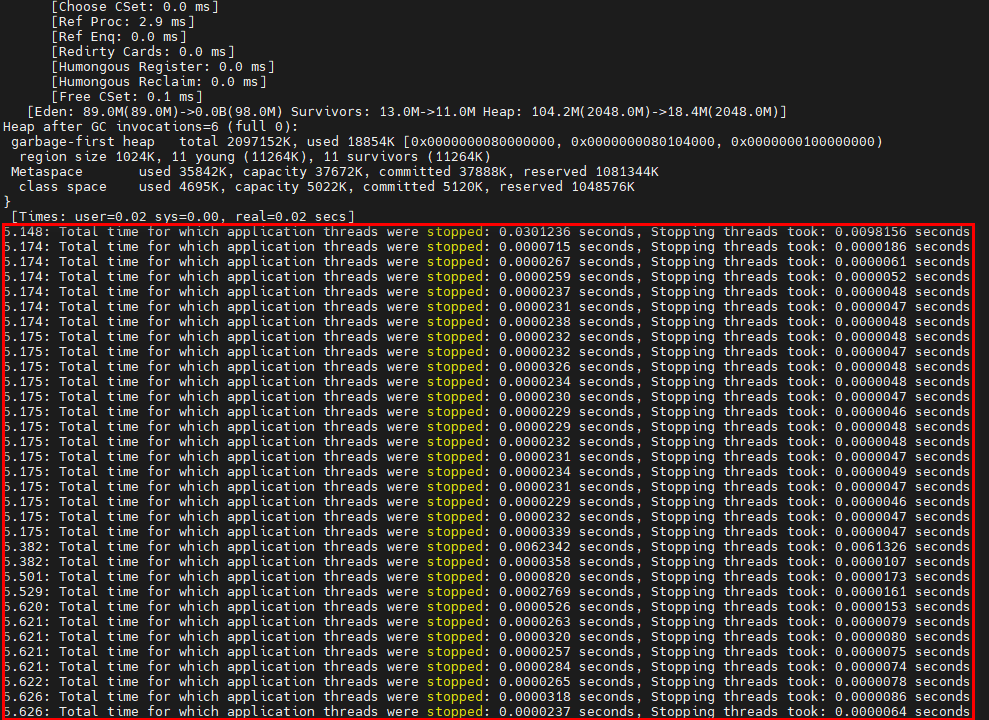 [Choose CSet: 0.0 ms]
[Ref Proc: 2.9 ms]
[Ref Enq: 0.0 ms]
[Redirty Cards: 0.0 ms]
[Humongous Register: 0.0 ms]
[Humongous Reclaim: 0.0 ms]
[Free CSet: 0.1 ms]
[Eden: 89.0M(89.0M)->0.0B(98.0M) Survivors: 13.0M->11.0M Heap: 104.2M(2048.0M)->18.4M(2048.0M)]
Heap after GC invocations=6 (full 0):
garbage-first heap   total 2097152K, used 18854K [0x0000000080000000, 0x0000000080104000, 0x0000000100000000)
region size 1024K, 11 young (11264K), 11 survivors (11264K)
Metaspace       used 35842K, capacity 37672K, committed 37888K, reserved 1081344K
class space    used 4695K, capacity 5022K, committed 5120K, reserved 1048576K
}
[Times: user=0.02 sys=0.00, real=0.02 secs]
5.148: Total time for which application threads were stopped: 0.0301236 seconds, Stopping threads took: 0.0098156 seconds
5.174: Total time for which application threads were stopped: 0.0000715 seconds, Stopping threads took: 0.0000186 seconds
5.174: Total time for which application threads were stopped: 0.0000267 seconds, Stopping threads took: 0.0000061 seconds
5.174: Total time for which application threads were stopped: 0.0000259 seconds, Stopping threads took: 0.0000052 seconds
5.174: Total time for which application threads were stopped: 0.0000237 seconds, Stopping threads took: 0.0000048 seconds
5.174: Total time for which application threads were stopped: 0.0000231 seconds, Stopping threads took: 0.0000047 seconds
5.174: Total time for which application threads were stopped: 0.0000238 seconds, Stopping threads took: 0.0000048 seconds
5.175: Total time for which application threads were stopped: 0.0000232 seconds, Stopping threads took: 0.0000048 seconds
5.175: Total time for which application threads were stopped: 0.0000232 seconds, Stopping threads took: 0.0000047 seconds
5.175: Total time for which application threads were stopped: 0.0000326 seconds, Stopping threads took: 0.0000048 seconds
5.175: Total time for which application threads were stopped: 0.0000234 seconds, Stopping threads took: 0.0000048 seconds
5.175: Total time for which application threads were stopped: 0.0000230 seconds, Stopping threads took: 0.0000047 seconds
5.175: Total time for which application threads were stopped: 0.0000229 seconds, Stopping threads took: 0.0000046 seconds
5.175: Total time for which application threads were stopped: 0.0000229 seconds, Stopping threads took: 0.0000048 seconds
5.175: Total time for which application threads were stopped: 0.0000232 seconds, Stopping threads took: 0.0000048 seconds
5.175: Total time for which application threads were stopped: 0.0000231 seconds, Stopping threads took: 0.0000047 seconds
5.175: Total time for which application threads were stopped: 0.0000234 seconds, Stopping threads took: 0.0000049 seconds
5.175: Total time for which application threads were stopped: 0.0000231 seconds, Stopping threads took: 0.0000047 seconds
5.175: Total time for which application threads were stopped: 0.0000229 seconds, Stopping threads took: 0.0000046 seconds
5.175: Total time for which application threads were stopped: 0.0000232 seconds, Stopping threads took: 0.0000047 seconds
5.175: Total time for which application threads were stopped: 0.0000339 seconds, Stopping threads took: 0.0000047 seconds
5.382: Total time for which application threads were stopped: 0.0062342 seconds, Stopping threads took: 0.0061326 seconds
5.382: Total time for which application threads were stopped: 0.0000358 seconds, Stopping threads took: 0.0000107 seconds
5.501: Total time for which application threads were stopped: 0.0000820 seconds, Stopping threads took: 0.0000173 seconds
5.529: Total time for which application threads were stopped: 0.0002769 seconds, Stopping threads took: 0.0000161 seconds
5.620: Total time for which application threads were stopped: 0.0000526 seconds, Stopping threads took: 0.0000153 seconds
5.621: Total time for which application threads were stopped: 0.0000263 seconds, Stopping threads took: 0.0000079 seconds
5.621: Total time for which application threads were stopped: 0.0000320 seconds, Stopping threads took: 0.0000080 seconds
5.621: Total time for which application threads were stopped: 0.0000257 seconds, Stopping threads took: 0.0000075 seconds
5.621: Total time for which application threads were stopped: 0.0000284 seconds, Stopping threads took: 0.0000074 seconds
5.622: Total time for which application threads were stopped: 0.0000265 seconds, Stopping threads took: 0.0000078 seconds
5.626: Total time for which application threads were stopped: 0.0000318 seconds, Stopping threads took: 0.0000086 seconds
5.626: Total time for which application threads were stopped: 0.0000237 seconds, Stopping threads took: 0.0000064 seconds